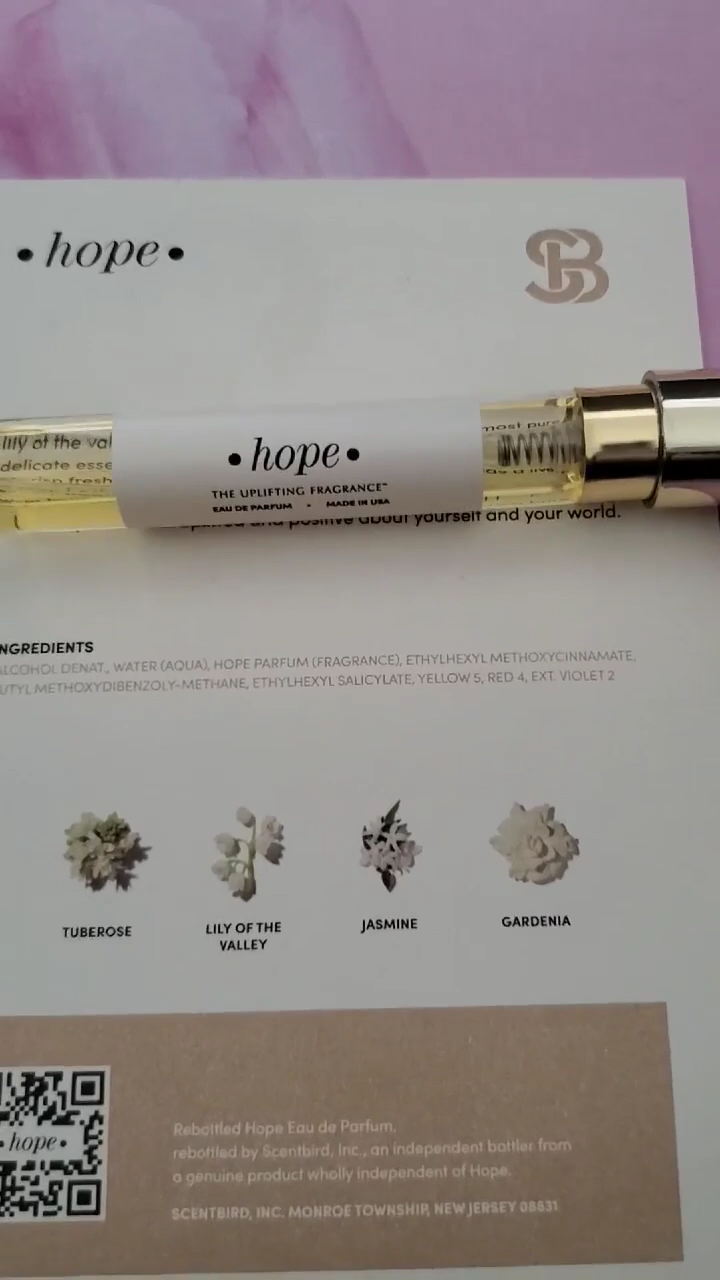 • hope •
SB
lily of the val
delicate esse
fresh
most pur
• hope •
THE UPLIFTING FRAGRANCE™
EAU DE PARFUM • MADE IN USA
and positive about yourself and your world.
NGREDIENTS
ALCOHOL DENAT., WATER (AQUA), HOPE PARFUM (FRAGRANCE), ETHYLHEXYL METHOXYCINNAMATE,
UTYL METHOXYDIBENZOLY-METHANE, ETHYLHEXYL SALICYLATE, YELLOW 5, RED 4, EXT. VIOLET 2
TUBEROSE
LILY OF THE
VALLEY
JASMINE
GARDENIA
• hope •
Rebottled Hope Eau de Parfum,
rebottled by Scentbird, Inc., an independent bottler from
a genuine product wholly independent of Hope.
SCENTBIRD, INC. MONROE TOWNSHIP, NEW JERSEY 08831